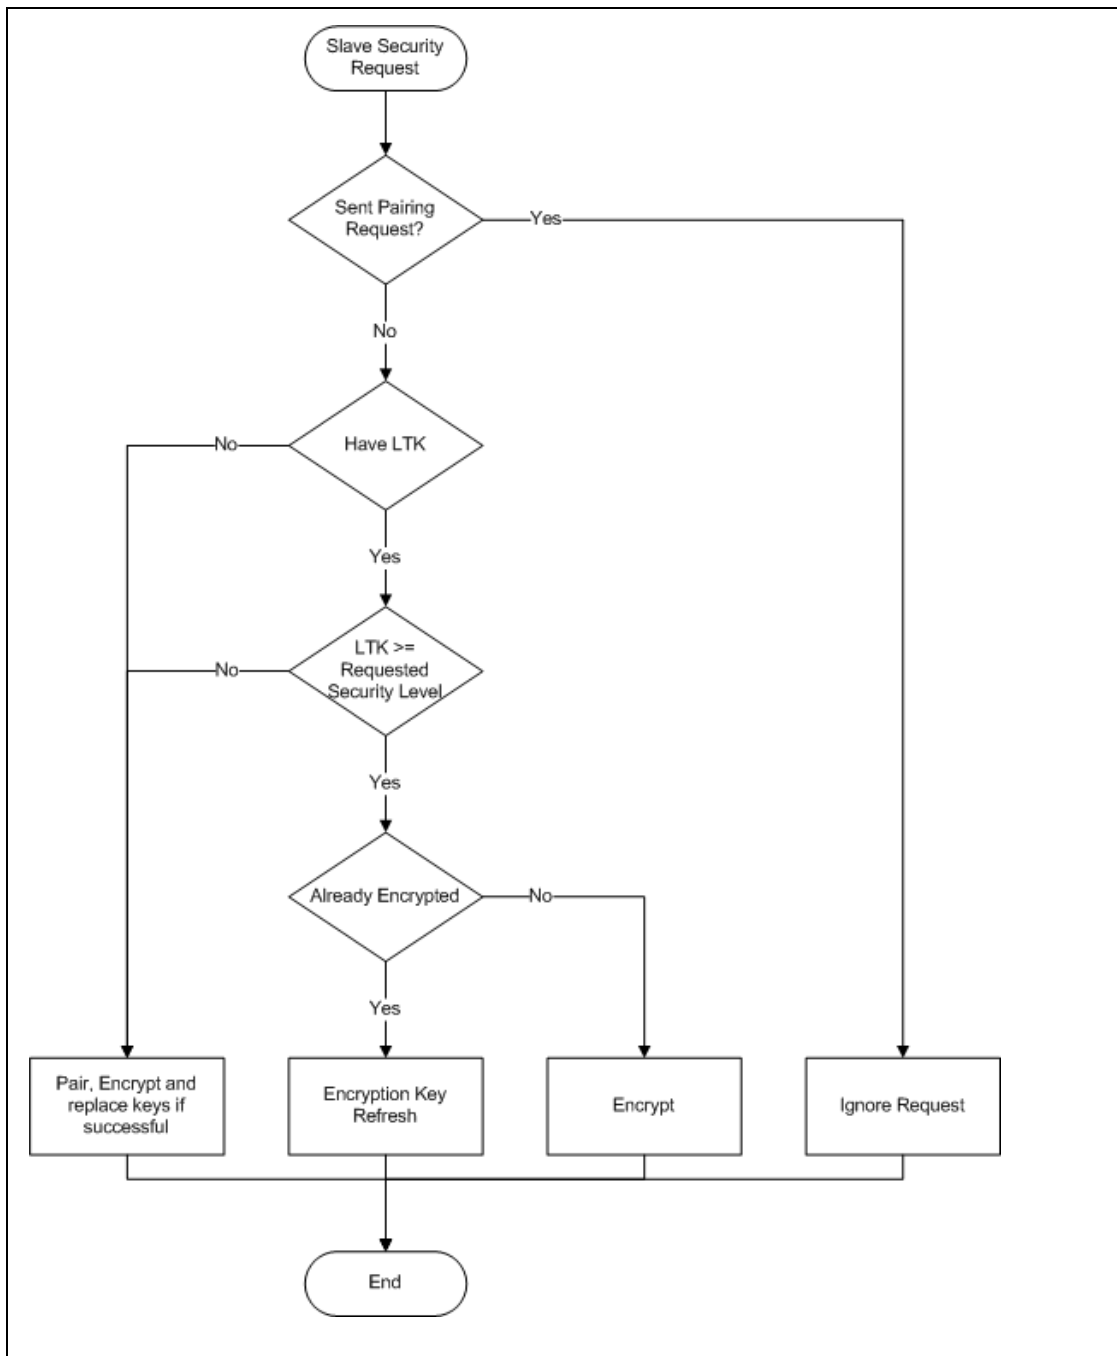 Slave Security
Request
Sent Pairing
Request?
Yes
No
Have LTK
No
Yes
LTK >=
Requested
Security Level
No
Yes
Already Encrypted
No
Yes
Pair, Encrypt and
replace keys if
successful
Encryption Key
Refresh
Encrypt
Ignore Request
End